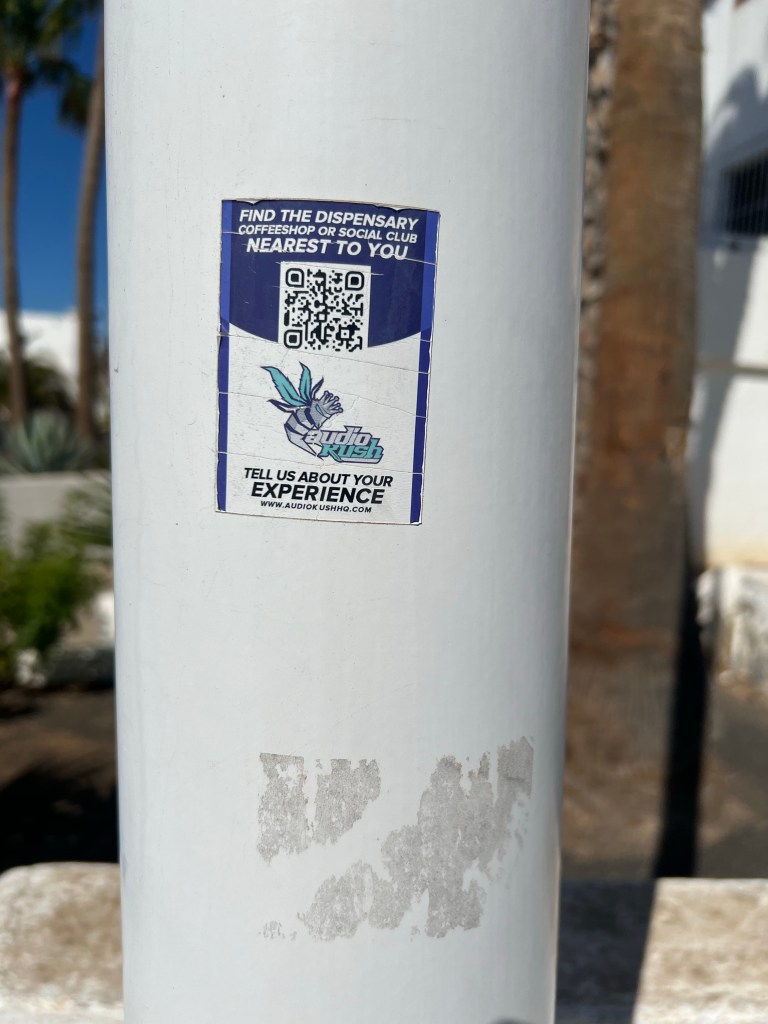 FIND THE DISPENSARY
COFFEESHOP OR SOCIAL CLUB
NEAREST TO YOU
audio
kush
TELL US ABOUT YOUR
EXPERIENCE
WWW.AUDIOKUSHHQ.COM